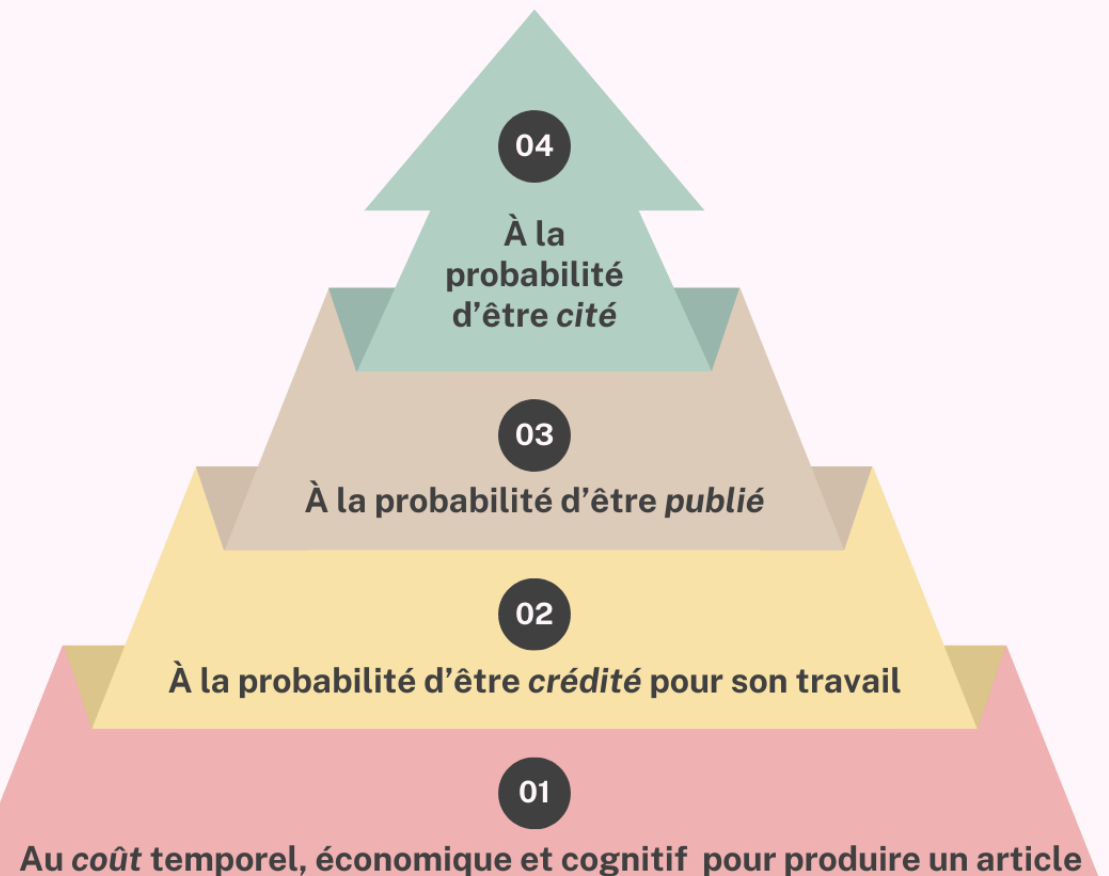 04
À la
probabilité
d’être cité
03
À la probabilité d’être publié
02
À la probabilité d’être crédité pour son travail
01
Au coût temporel, économique et cognitif pour produire un article